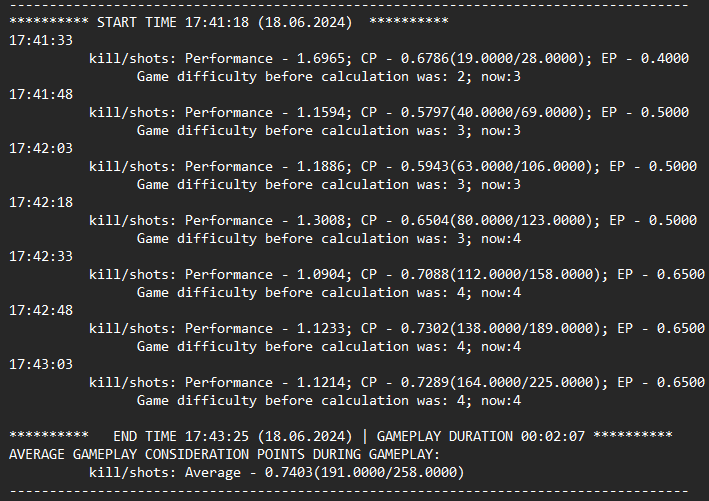 --------------------------------------------------------------------------------------
********** START TIME 17:41:18 (18.06.2024)  **********
17:41:33
          kill/shots: Performance - 1.6965; CP - 0.6786(19.0000/28.0000); EP - 0.4000
                Game difficulty before calculation was: 2; now:3
17:41:48
          kill/shots: Performance - 1.1594; CP - 0.5797(40.0000/69.0000); EP - 0.5000
                Game difficulty before calculation was: 3; now:3
17:42:03
          kill/shots: Performance - 1.1886; CP - 0.5943(63.0000/106.0000); EP - 0.5000
                Game difficulty before calculation was: 3; now:3
17:42:18
          kill/shots: Performance - 1.3008; CP - 0.6504(80.0000/123.0000); EP - 0.5000
                Game difficulty before calculation was: 3; now:4
17:42:33
          kill/shots: Performance - 1.0904; CP - 0.7088(112.0000/158.0000); EP - 0.6500
                Game difficulty before calculation was: 4; now:4
17:42:48
          kill/shots: Performance - 1.1233; CP - 0.7302(138.0000/189.0000); EP - 0.6500
                Game difficulty before calculation was: 4; now:4
17:43:03
          kill/shots: Performance - 1.1214; CP - 0.7289(164.0000/225.0000); EP - 0.6500
                Game difficulty before calculation was: 4; now:4

**********   END TIME 17:43:25 (18.06.2024) | GAMEPLAY DURATION 00:02:07 **********
AVERAGE GAMEPLAY CONSIDERATION POINTS DURING GAMEPLAY:
          kill/shots: Average - 0.7403(191.0000/258.0000)
--------------------------------------------------------------------------------------